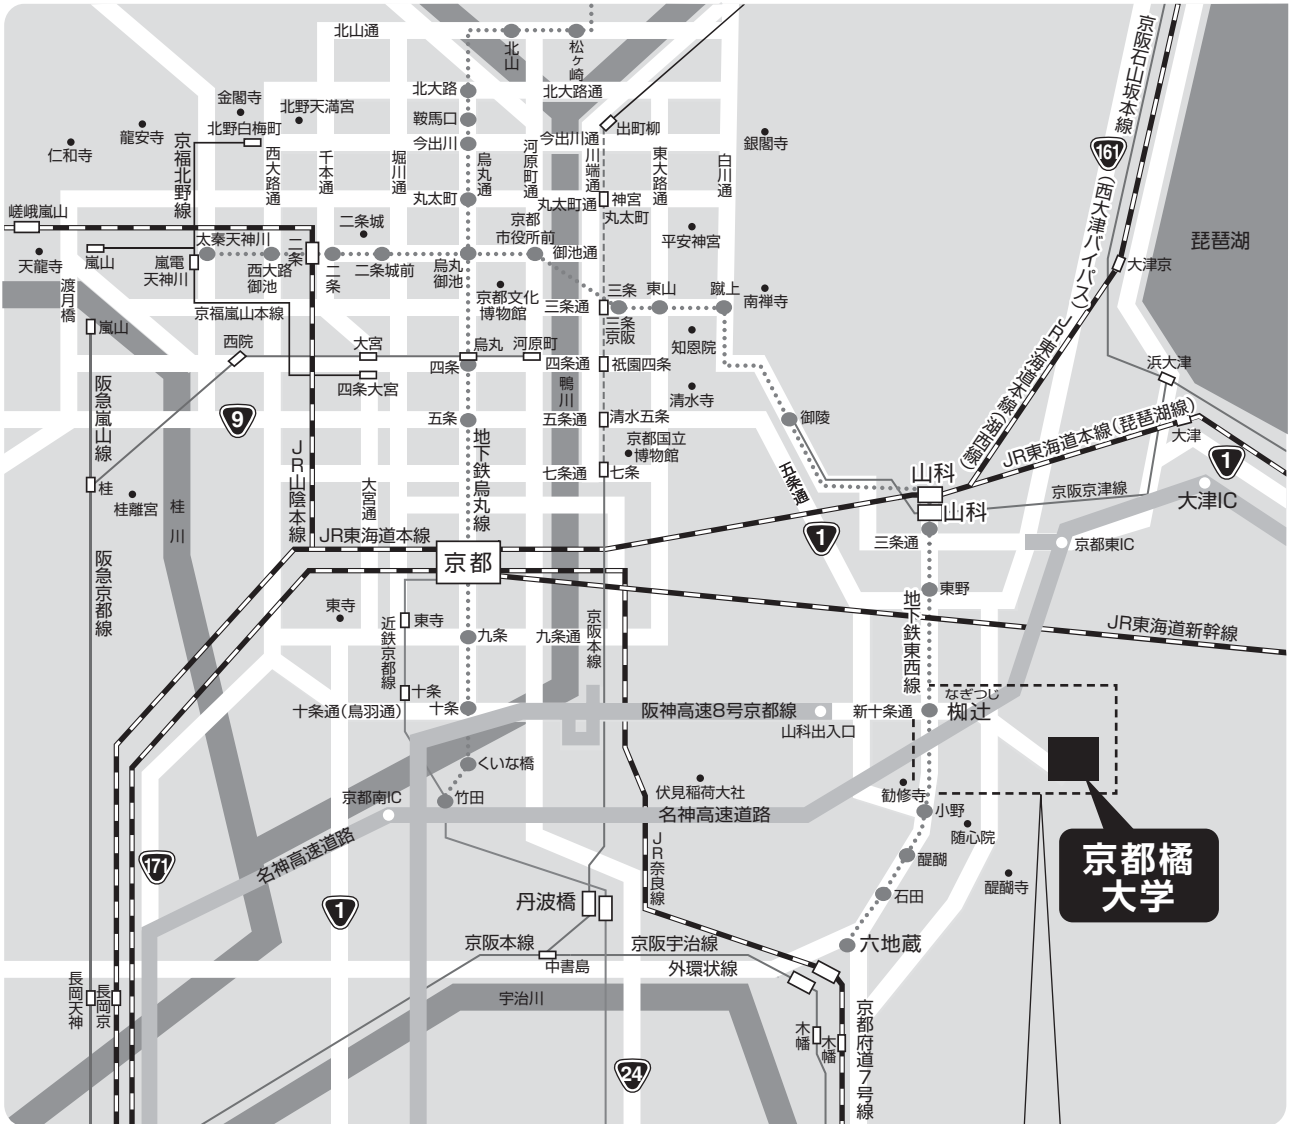 北山通
北山
松ヶ崎
北大路
北大路通
京阪石山坂本線
金閣寺
北野天満宮
鞍馬口
龍安寺
北野白梅町
今出川
今出川通
出町柳
銀閣寺
仁和寺
京福北野線
西大路通
千本通
堀川通
烏丸通
河原町通
川端通
東大路通
白川通
161
(西大津バイパス)
丸太町
丸太町通
神宮
丸太町
嵯峨嵐山
二条城
京都
市役所前
平安神宮
琵琶湖
太秦天神川
二条
御池通
天龍寺
嵐山
嵐電
天神川
西大路
御池
二条
二条城前
烏丸
御池
大津京
渡月橋
京都文化
博物館
三条
東山
蹴上
南禅寺
京福嵐山本線
三条通
三条
京阪
嵐山
JR東海道本線(湖西線)
西院
大宮
烏丸
河原町
知恩院
浜大津
四条
四条通
祇園四条
四条大宮
阪急嵐山線
鴨川
清水寺
9
五条
五条通
清水五条
御陵
JR東海道本線(琵琶湖線)
大津
地下鉄烏丸線
京都国立
博物館
JR山陰本線
七条通
七条
五条通
山科
1
桂
桂離宮
桂川
大宮通
京阪京津線
大津IC
山科
JR東海道本線
1
三条通
京都東IC
京都
阪急京都線
東野
東寺
東寺
近鉄京都線
九条
九条通
京阪本線
地下鉄東西線
JR東海道新幹線
十条
十条通(鳥羽通)
十条
阪神高速8号京都線
新十条通
なぎつじ
椥辻
山科出入口
くいな橋
京都南IC
竹田
伏見稲荷大社
勧修寺
名神高速道路
小野
名神高速道路
随心院
京都橘
大学
171
JR奈良線
醍醐
醍醐寺
1
丹波橋
石田
京阪本線
京阪宇治線
六地蔵
中書島
外環状線
長岡天神
長岡京
宇治川
木幡
木幡
京都府道7号線
24